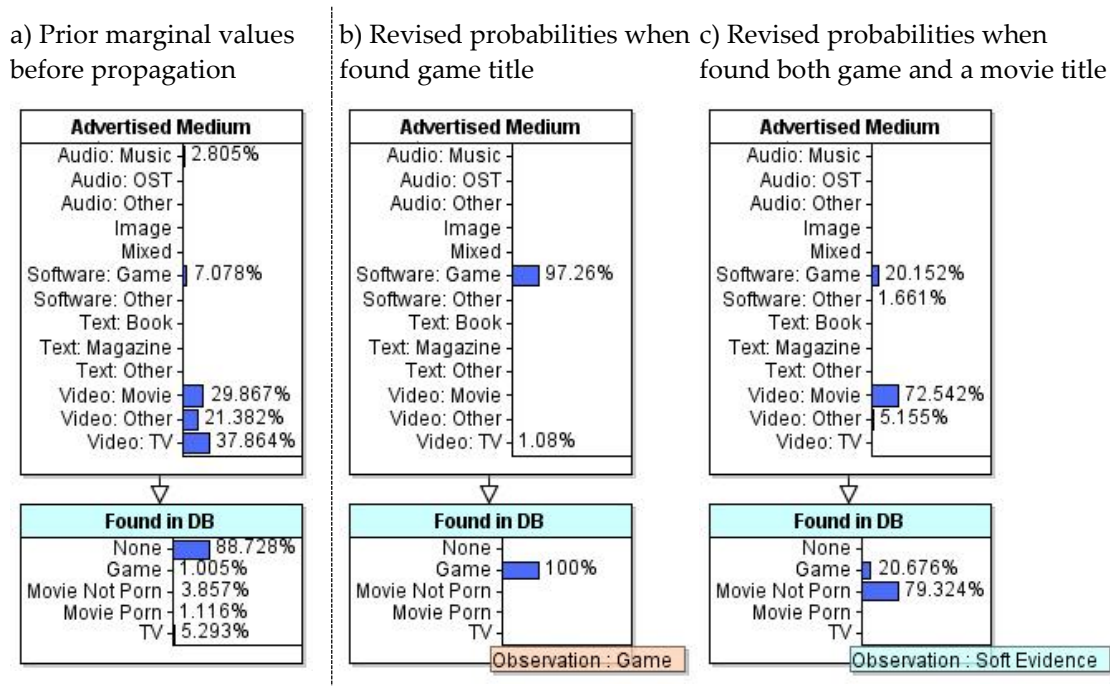 a) Prior marginal values
before propagation
b) Revised probabilities when
found game title
c) Revised probabilities when
found both game and a movie title
Advertised Medium
Audio: Music 2.805%
Audio: OST
Audio: Other
Image
Mixed
Software: Game 7.078%
Software: Other
Text: Book
Text: Magazine
Text: Other
Video: Movie 29.867%
Video: Other 21.382%
Video: TV 37.864%
Found in DB
None 88.728%
Game 1.005%
Movie Not Porn 3.857%
Movie Porn 1.116%
TV 5.293%
Advertised Medium
Audio: Music
Audio: OST
Audio: Other
Image
Mixed
Software: Game 97.26%
Software: Other
Text: Book
Text: Magazine
Text: Other
Video: Movie
Video: Other
Video: TV 1.08%
Found in DB
None
Game 100%
Movie Not Porn
Movie Porn
TV
Observation : Game
Advertised Medium
Audio: Music
Audio: OST
Audio: Other
Image
Mixed
Software: Game 20.152%
Software: Other 1.661%
Text: Book
Text: Magazine
Text: Other
Video: Movie 72.542%
Video: Other 5.155%
Video: TV
Found in DB
None
Game 20.676%
Movie Not Porn 79.324%
Movie Porn
TV
Observation : Soft Evidence